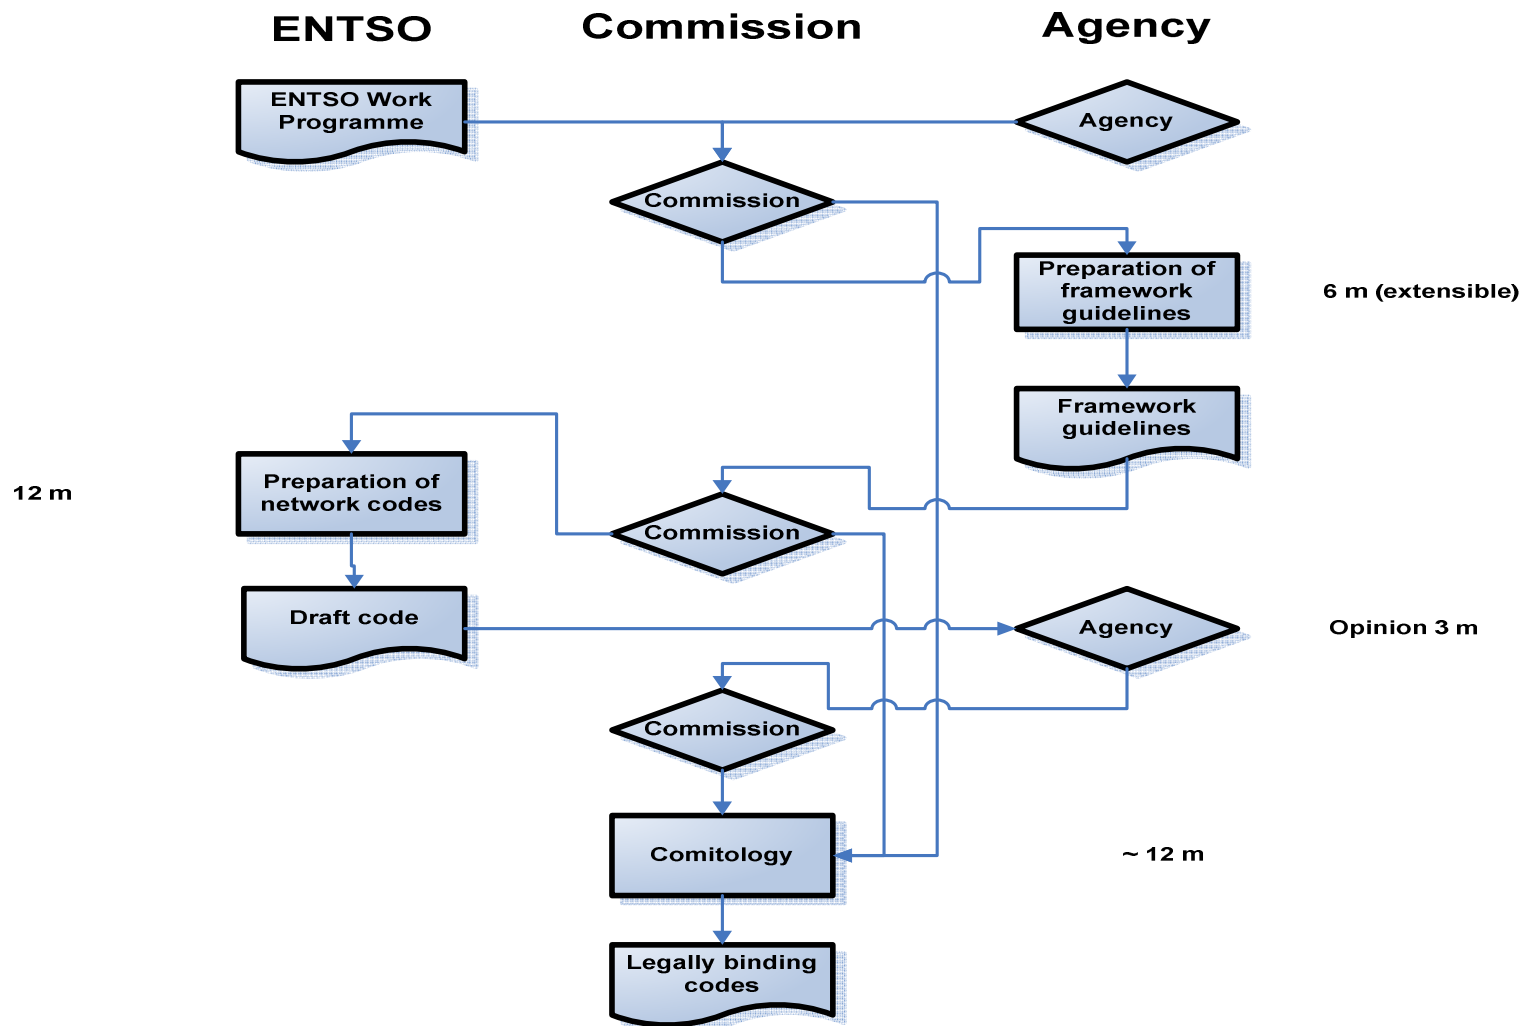 ENTSO
Commission
Agency
ENTSO Work
Programme
Agency
Commission
Preparation of
framework
guidelines
6 m (extensible)
Framework
guidelines
12 m
Preparation of
network codes
Commission
Draft code
Agency
Opinion 3 m
Commission
Comitology
~ 12 m
Legally binding
codes